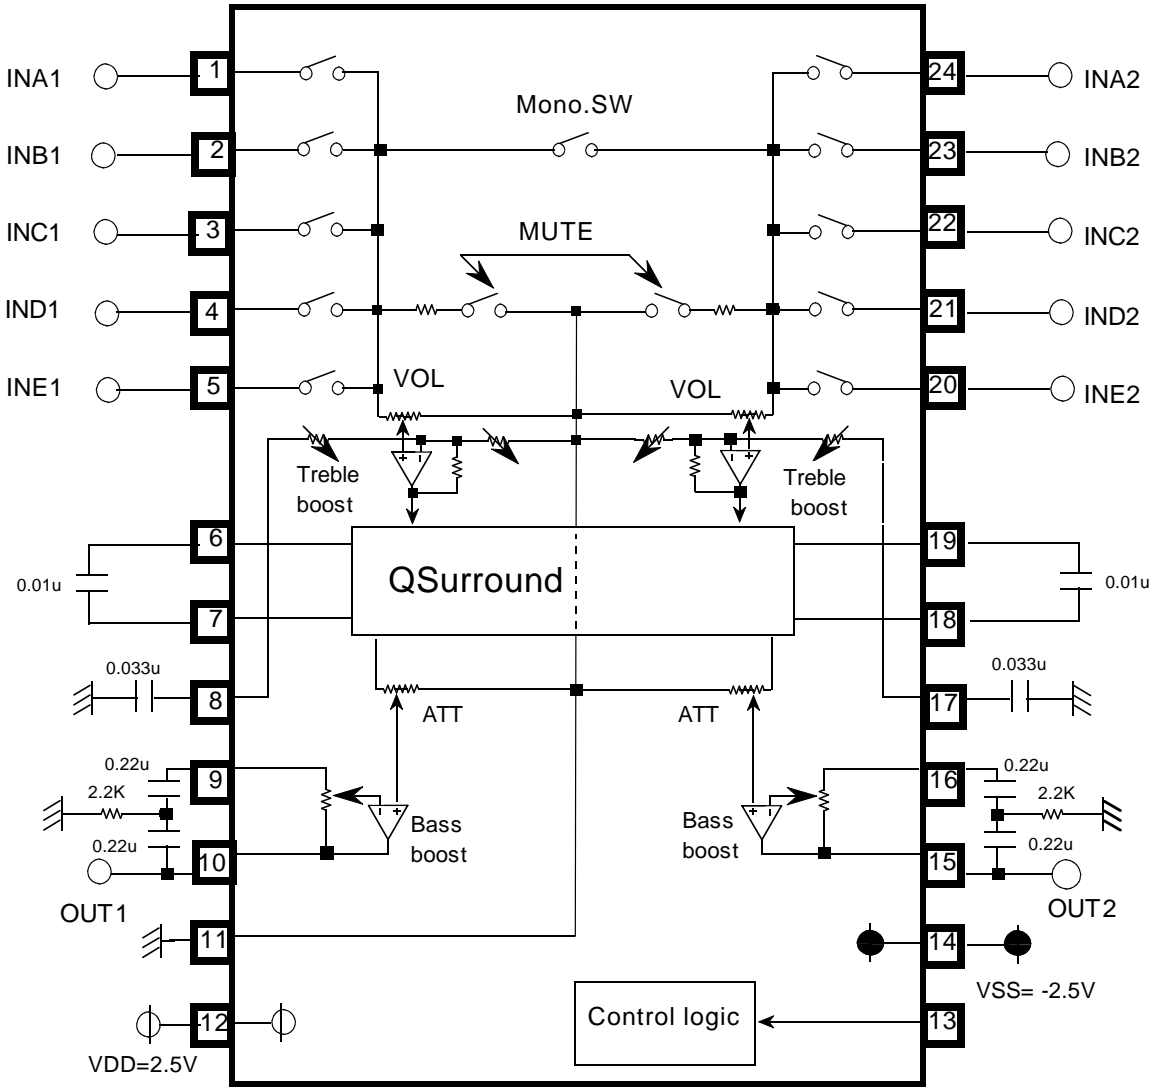 INA1
1
24
INA2
Mono.SW
INB1
2
23
INB2
INC1
3
22
INC2
MUTE
IND1
4
21
IND2
INE1
5
VOL
VOL
20
INE2
+
-
-
+
Treble
boost
Treble
boost
6
19
0.01u
QSurround
0.01u
7
18
0.033u
0.033u
8
17
ATT
ATT
0.22u
9
16
0.22u
2.2K
2.2K
-
+
+
-
Bass
boost
Bass
boost
0.22u
10
15
0.22u
OUT1
OUT2
11
14
VSS= -2.5V
12
Control logic
13
VDD=2.5V